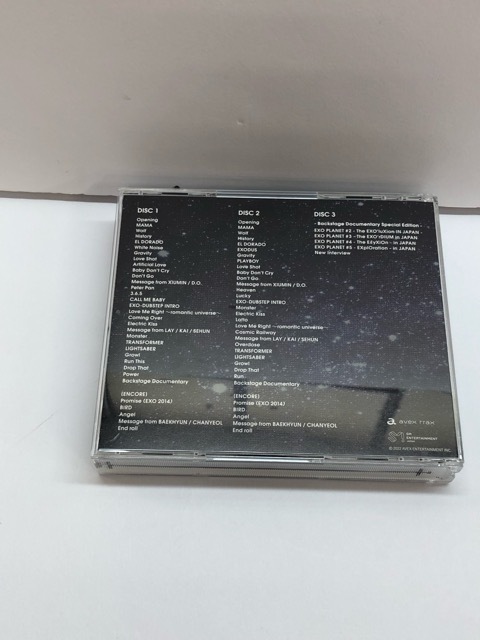 DISC 1
Opening
MAMA
Wolf
History
EL DORADO
White Noise
Gravity
Love Shot
Artificial Love
Baby Don't Cry
Don't Go
Message from XIUMIN / D.O.
Peter Pan
3.6.5
CALL ME BABY
EXO-DUBSTEP INTRO
Love Me Right ~romantic universe~
Coming Over
Electric Kiss
Message from LAY / KAI / SEHUN
Monster
TRANSFORMER
LIGHTSABER
Growl
Run This
Drop That
Power
Backstage Documentary
(ENCORE)
Promise (EXO 2014)
BIRD
Angel
Message from BAEKHYUN / CHANYEOL
End roll
DISC 2
Opening
MAMA
Wolf
History
EL DORADO
EXODUS
Gravity
PLAYBOY
Love Shot
Baby Don't Cry
Don't Go
Message from XIUMIN / D.O.
Heaven
Lucky
EXO-DUBSTEP INTRO
Monster
Electric Kiss
Lotto
Love Me Right ~romantic universe~
Cosmic Railway
Message from LAY / KAI / SEHUN
Overdose
TRANSFORMER
LIGHTSABER
Growl
Drop That
Run
Backstage Documentary
(ENCORE)
Promise (EXO 2014)
BIRD
Angel
Message from BAEKHYUN / CHANYEOL
End roll
DISC 3
- Backstage Documentary Special Edition -
EXO PLANET #2 - The EXO'luXion IN JAPAN
EXO PLANET #3 - The EXO'rDIUM in JAPAN
EXO PLANET #4 - The ElyXiOn - in JAPAN
EXO PLANET #5 - EXplOration - in JAPAN
New Interview
a avex trax
SM
ENTERTAINMENT